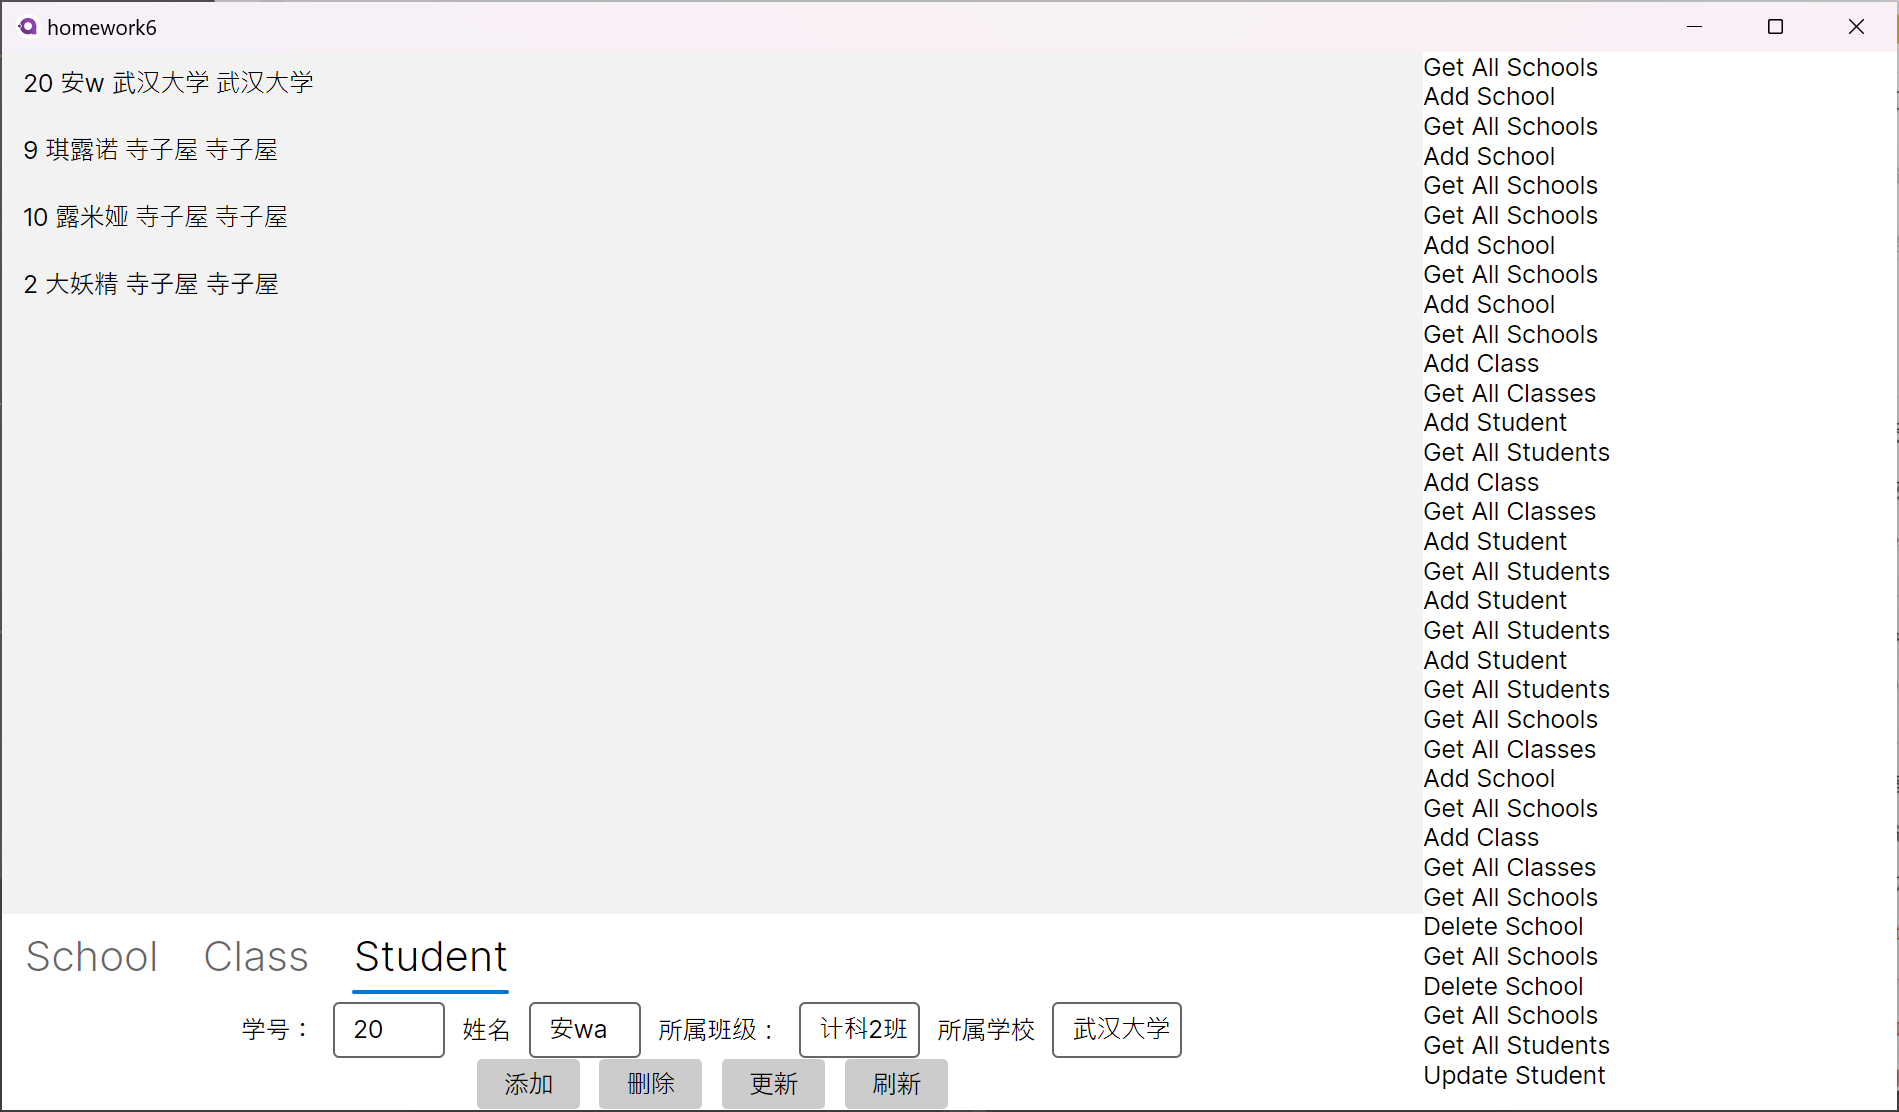 homework6
20 安w 武汉大学 武汉大学
9 琪露诺 寺子屋 寺子屋
10 露米娅 寺子屋 寺子屋
2 大妖精 寺子屋 寺子屋
School Class Student
学号： 20 姓名 安wa 所属班级： 计科2班 所属学校 武汉大学
添加 删除 更新 刷新
Get All Schools
Add School
Get All Schools
Add School
Get All Schools
Get All Schools
Add School
Get All Schools
Add School
Get All Schools
Add Class
Get All Classes
Add Student
Get All Students
Add Class
Get All Classes
Add Student
Get All Students
Add Student
Get All Students
Add Student
Get All Students
Get All Schools
Get All Classes
Add School
Get All Schools
Add Class
Get All Classes
Get All Schools
Delete School
Get All Schools
Delete School
Get All Schools
Get All Students
Update Student